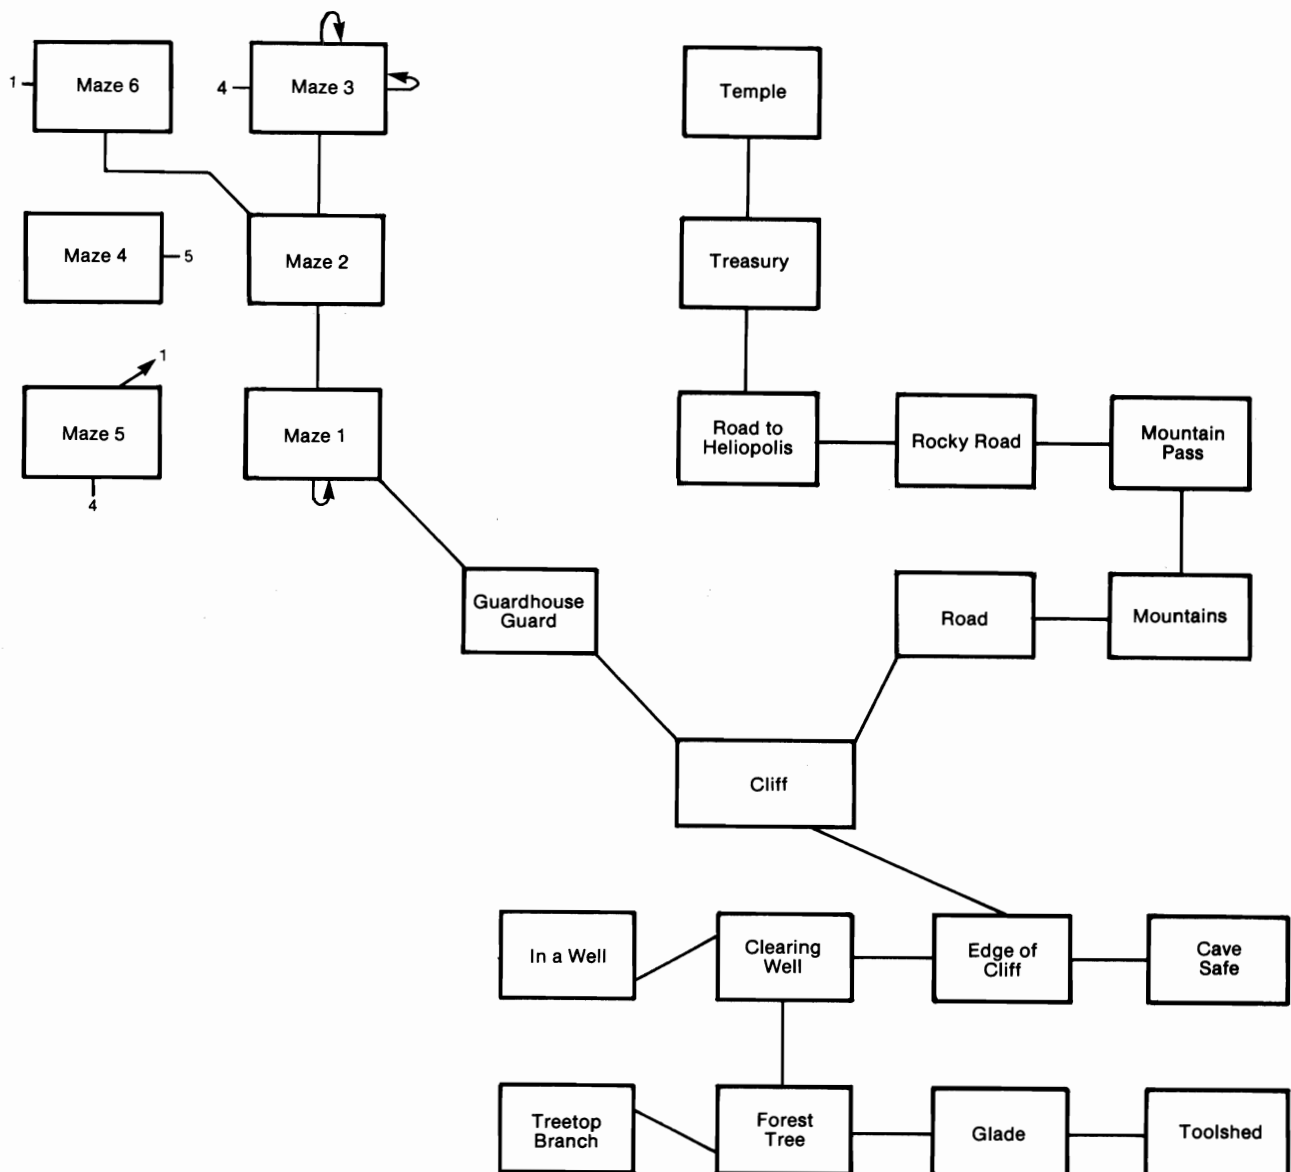 1
Maze 6
4
Maze 3
Temple
Maze 4
5
Maze 2
Treasury
1
Maze 5
4
Maze 1
Road to
Heliopolis
Rocky Road
Mountain
Pass
Guardhouse
Guard
Road
Mountains
Cliff
In a Well
Clearing
Well
Edge of
Cliff
Cave
Safe
Treetop
Branch
Forest
Tree
Glade
Toolshed